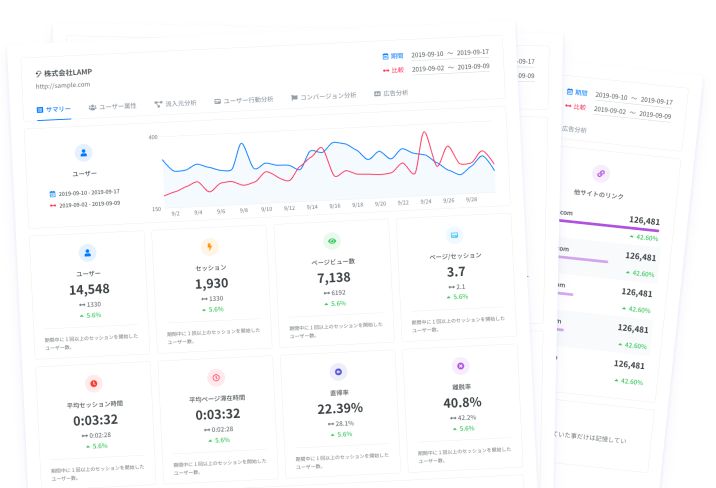 株式会社LAMP
http://sample.com
期間 2019-09-10 ～ 2019-09-17
比較 2019-09-02 ～ 2019-09-09
サマリー ユーザー属性 流入元分析 ユーザー行動分析 コンバージョン分析 広告分析
ユーザー
2019-09-10 - 2019-09-17
2019-09-02 - 2019-09-09
400
150
9/2 9/4 9/6 9/8 9/10 9/12 9/14 9/16 9/18 9/20 9/22 9/24 9/26 9/28
ユーザー
14,548
1330
5.6%
期間中に1回以上のセッションを開始した
ユーザー数。
セッション
1,930
1330
5.6%
期間中に1回以上のセッションを開始した
ユーザー数。
ページビュー数
7,138
6192
5.6%
期間中に1回以上のセッションを開始した
ユーザー数。
ページ/セッション
3.7
2.1
5.6%
期間中に1回以上のセッションを開始した
ユーザー数。
平均セッション時間
0:03:32
0:02:28
5.6%
期間中に1回以上のセッションを開始した
ユーザー数。
平均ページ滞在時間
0:03:32
0:02:28
5.6%
期間中に1回以上のセッションを開始した
ユーザー数。
直帰率
22.39%
28.1%
5.6%
期間中に1回以上のセッションを開始した
ユーザー数。
離脱率
40.8%
42.2%
5.6%
期間中に1回以上のセッションを開始した
ユーザー数。
-09-17
-09-09
期間 2019-09-10 ～ 2019-09-17
比較 2019-09-02 ～ 2019-09-09
広告分析
他サイトのリンク
com 126,481
42.60%
com 126,481
42.60%
om 126,481
42.60%
om 126,481
42.60%
126,481
42.60%
ていた事だけは記憶してい